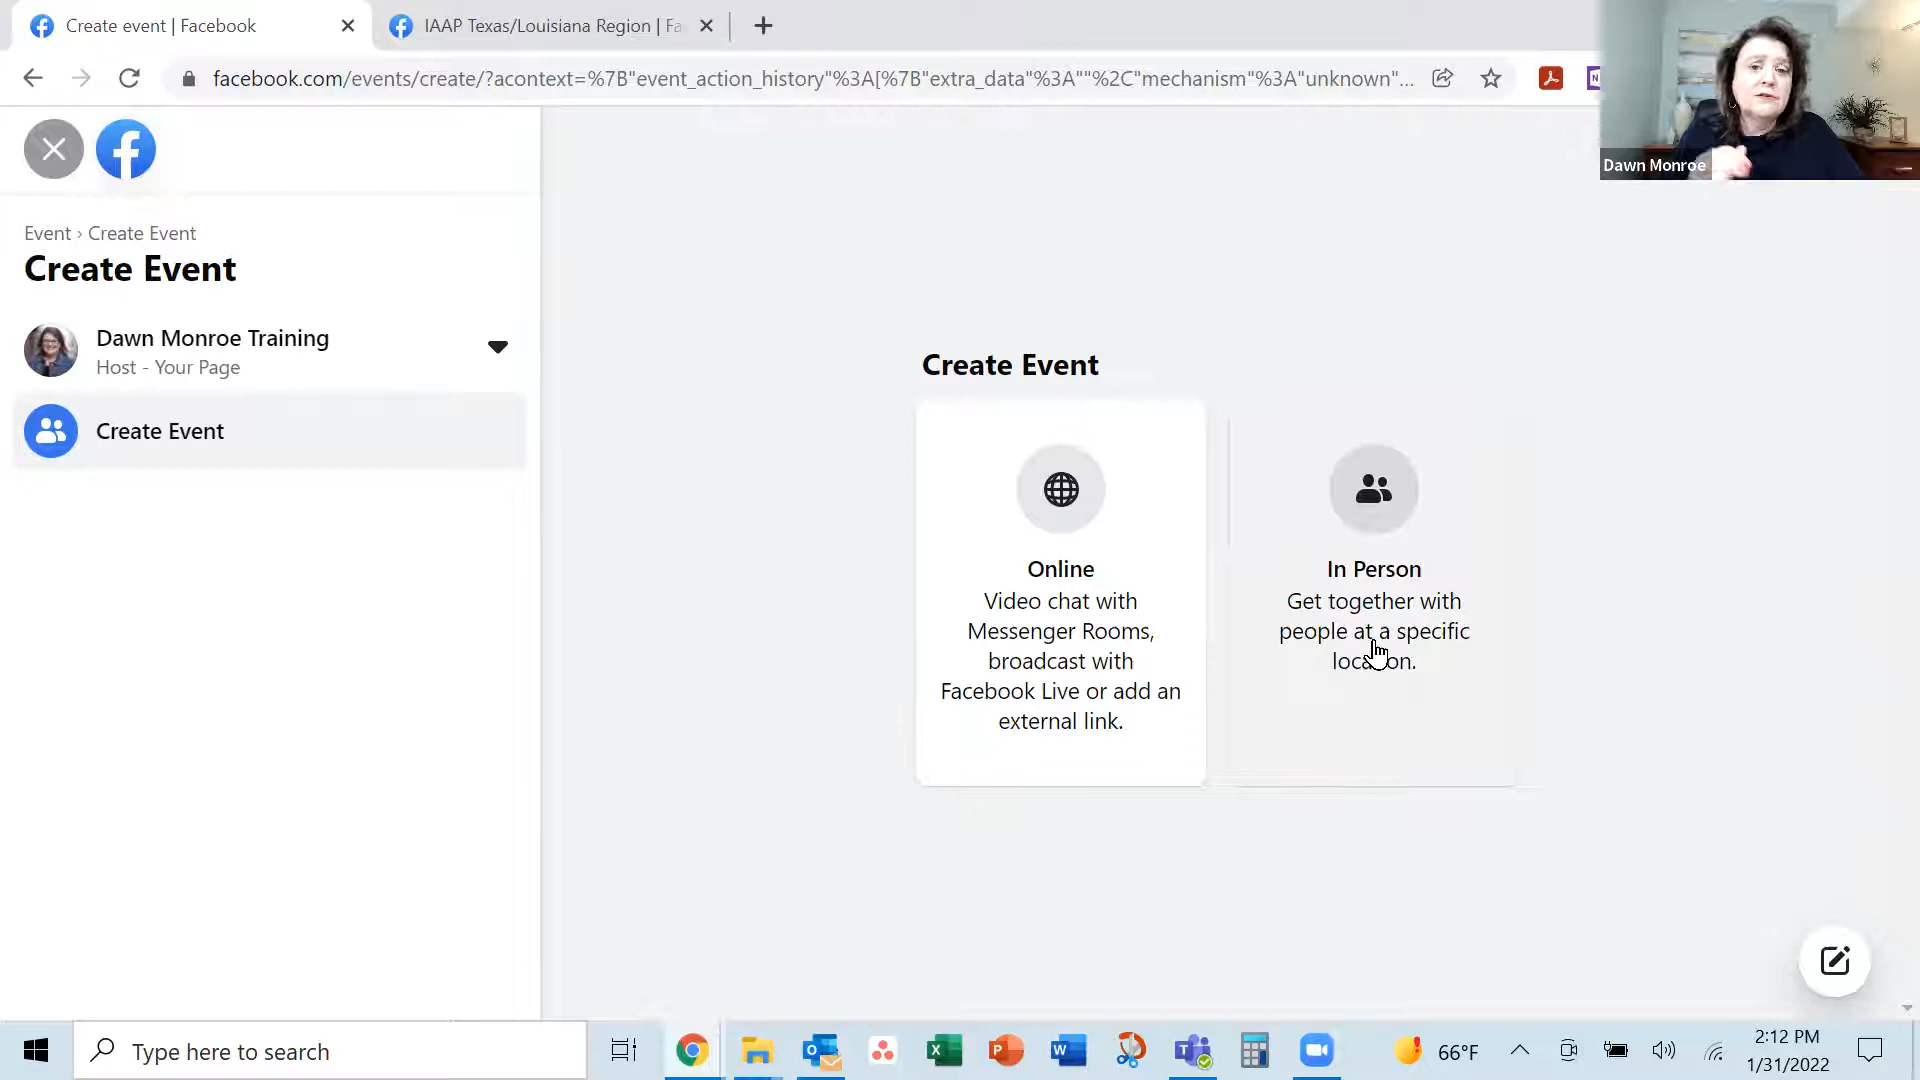 Create event | Facebook
IAAP Texas/Louisiana Region | Fa
facebook.com/events/create/?acontext=%7B"event_action_history"%3A[%7B"extra_data"%3A""%2C"mechanism"%3A"unknown"...
Dawn Monroe
Event › Create Event
Create Event
Dawn Monroe Training
Host - Your Page
Create Event
Create Event
Online
Video chat with
Messenger Rooms,
broadcast with
Facebook Live or add an
external link.
In Person
Get together with
people at a specific
location.
Type here to search
66°F
2:12 PM
1/31/2022